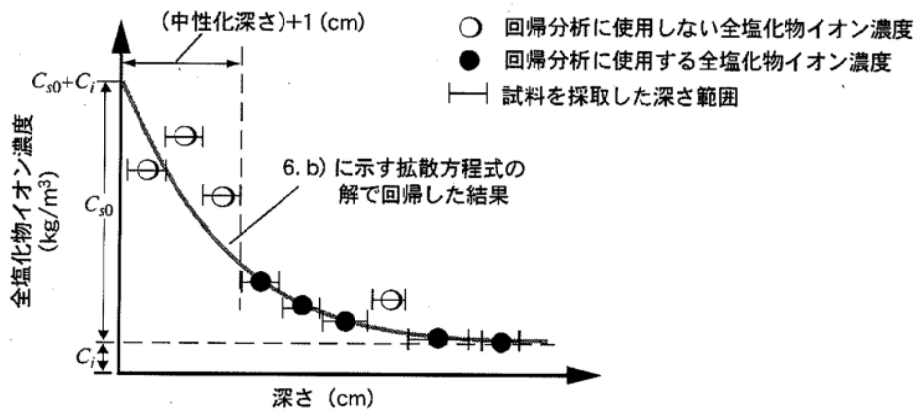 (中性化深さ)+1 (cm)
回帰分析に使用しない全塩化物イオン濃度
回帰分析に使用する全塩化物イオン濃度
試料を採取した深さ範囲
Cs0+Ci
6. b) に示す拡散方程式の
解で回帰した結果
全塩化物イオン濃度
(kg/m³)
Cs0
Ci
深さ (cm)